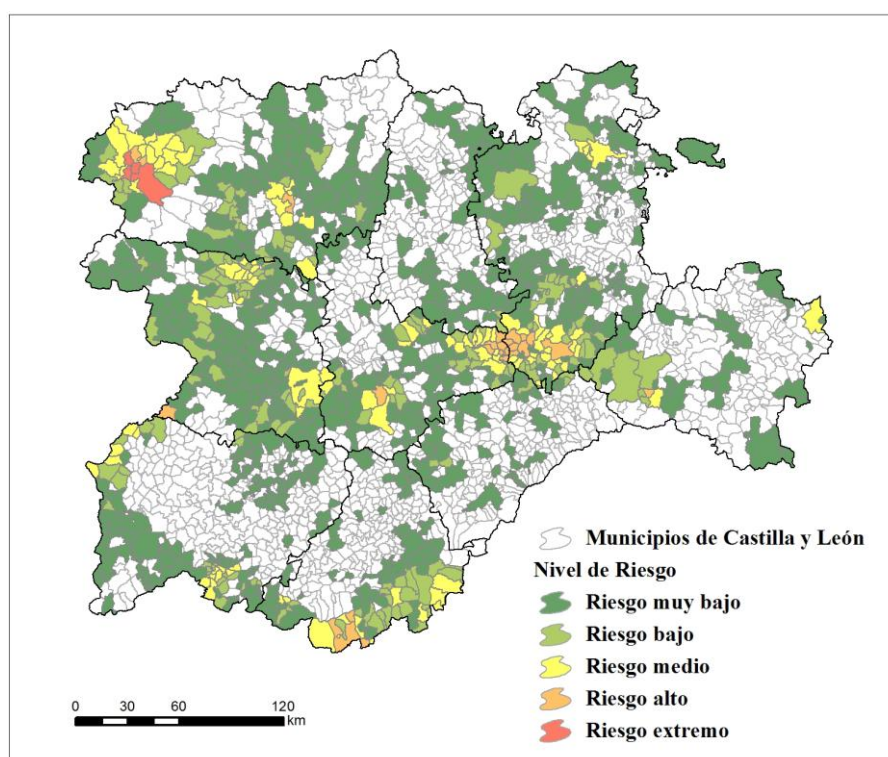 Municipios de Castilla y León
Nivel de Riesgo
Riesgo muy bajo
Riesgo bajo
Riesgo medio
Riesgo alto
Riesgo extremo
0 30 60 120
km